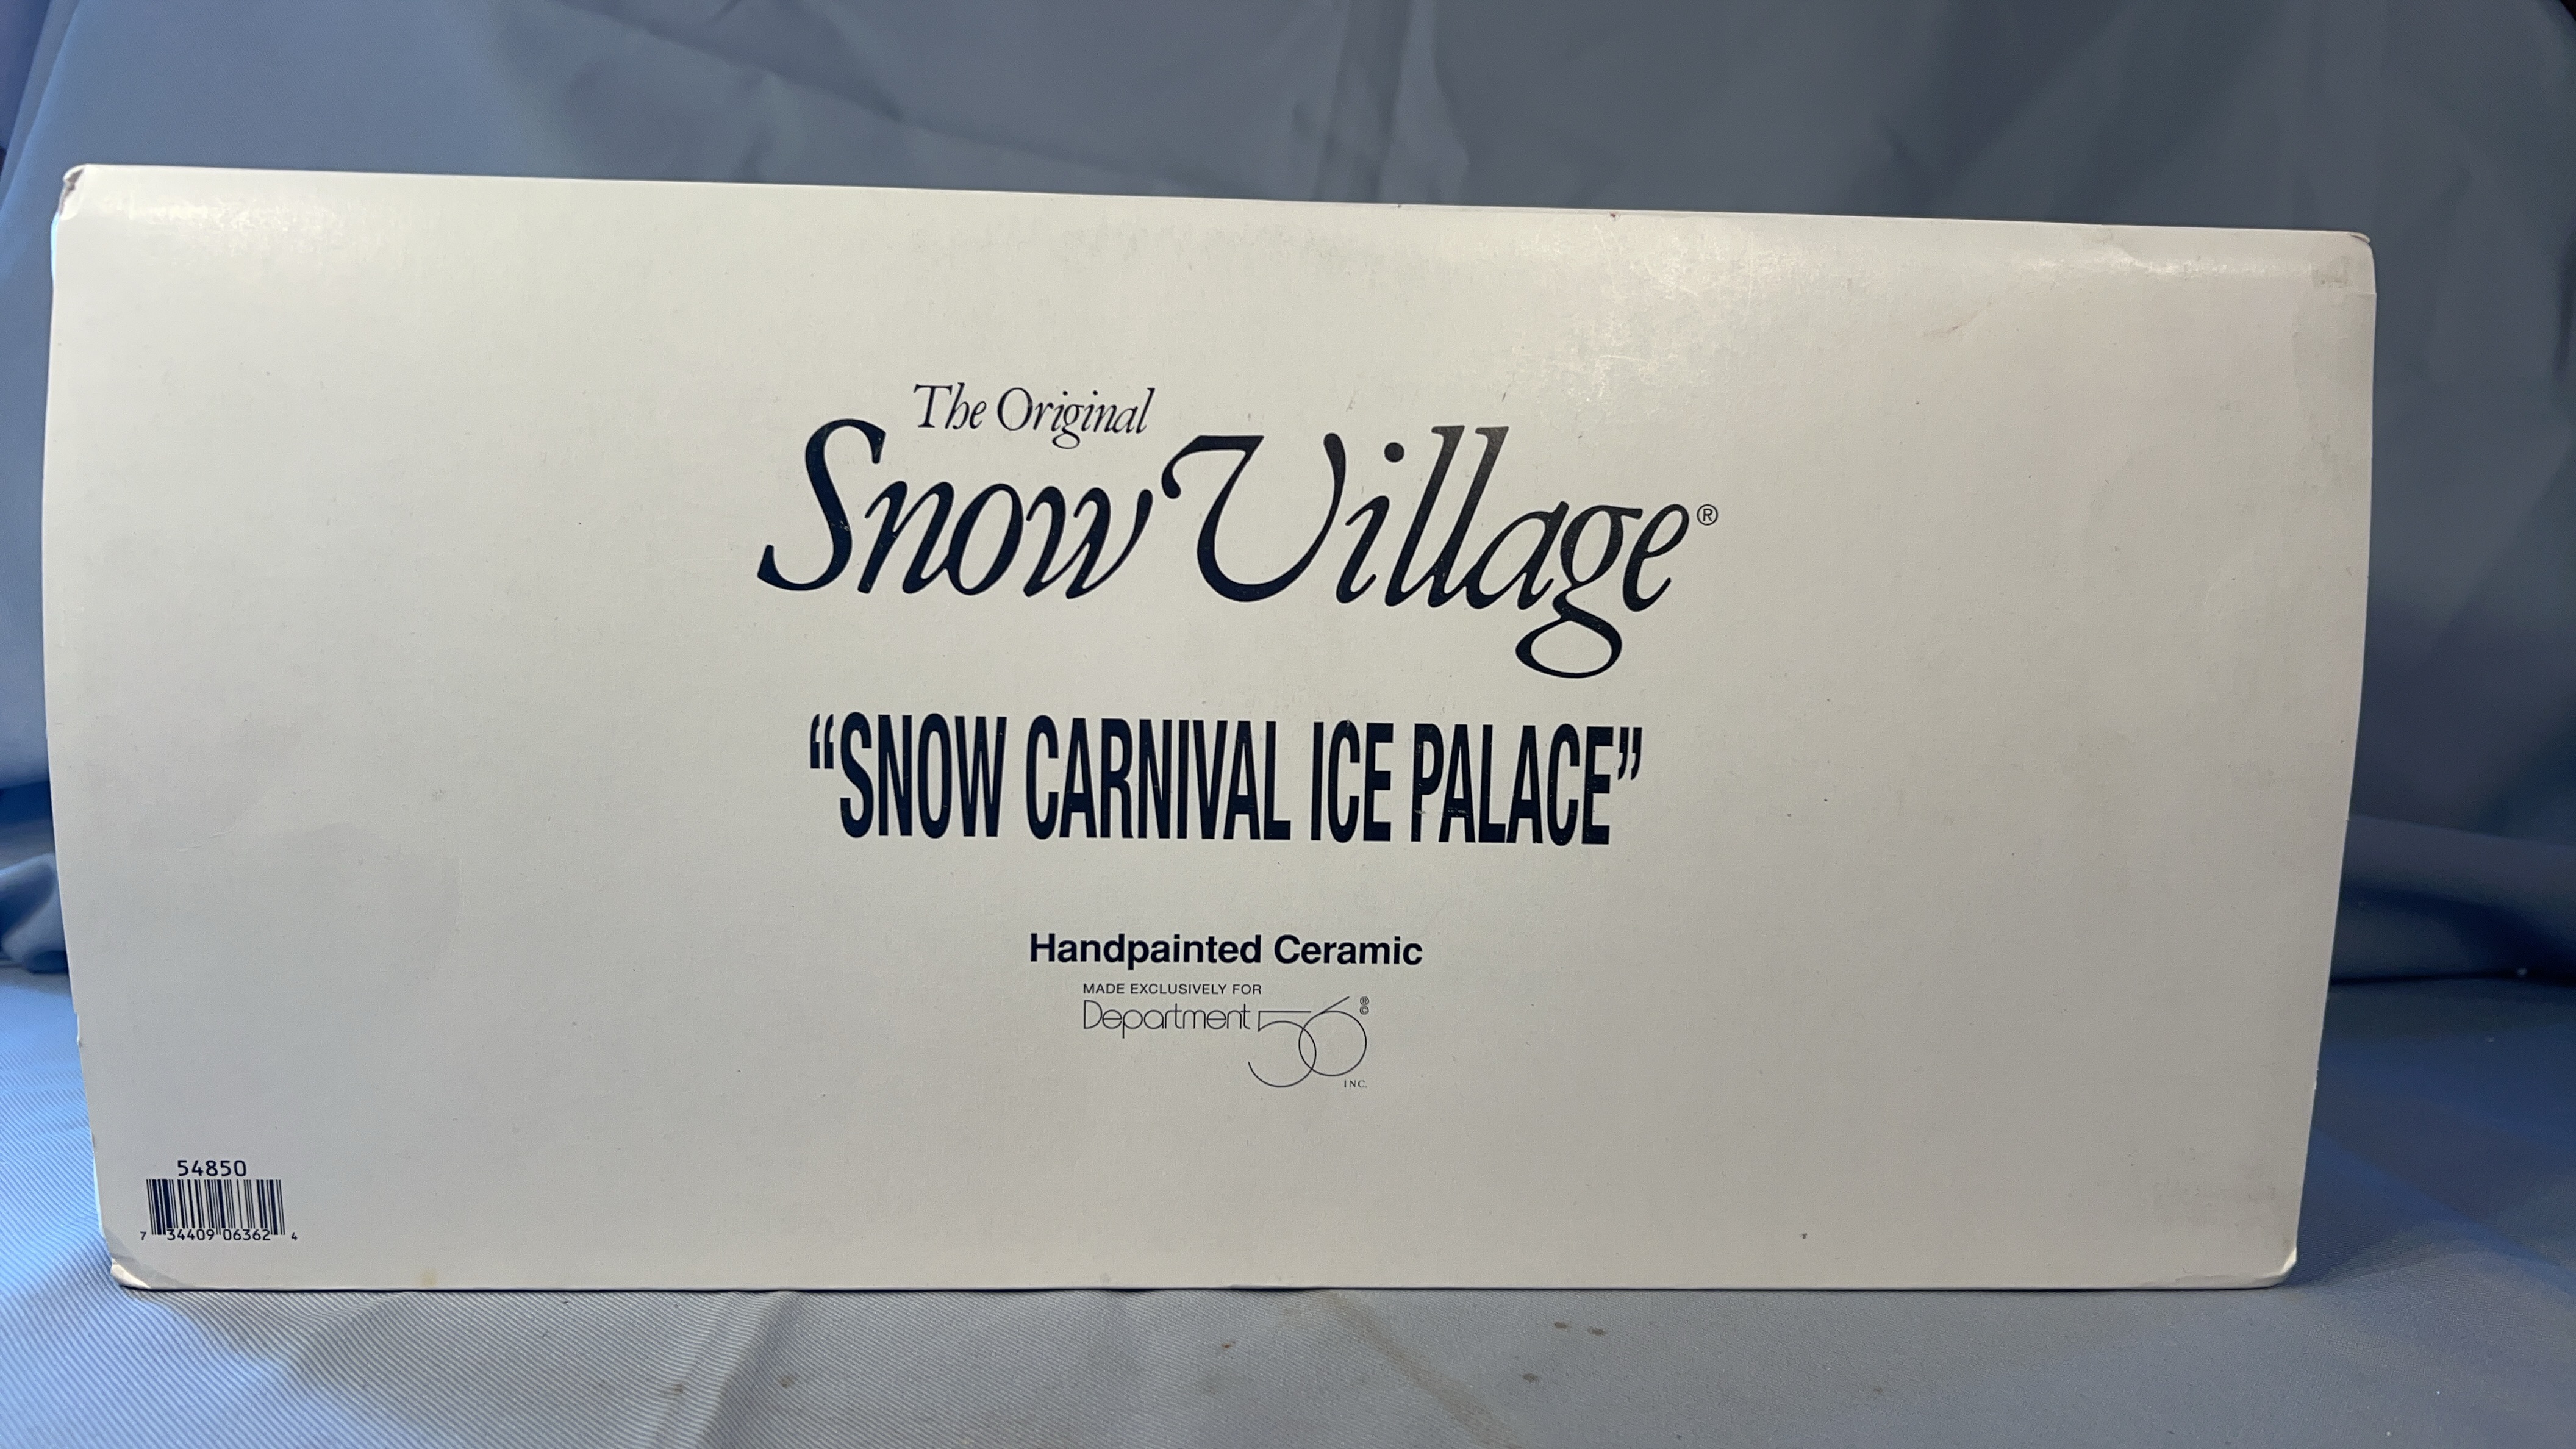 The Original
Snow Village®
“SNOW CARNIVAL ICE PALACE”
Handpainted Ceramic
MADE EXCLUSIVELY FOR
Department 56 ®©
INC.
54850
7 34409 06362 4